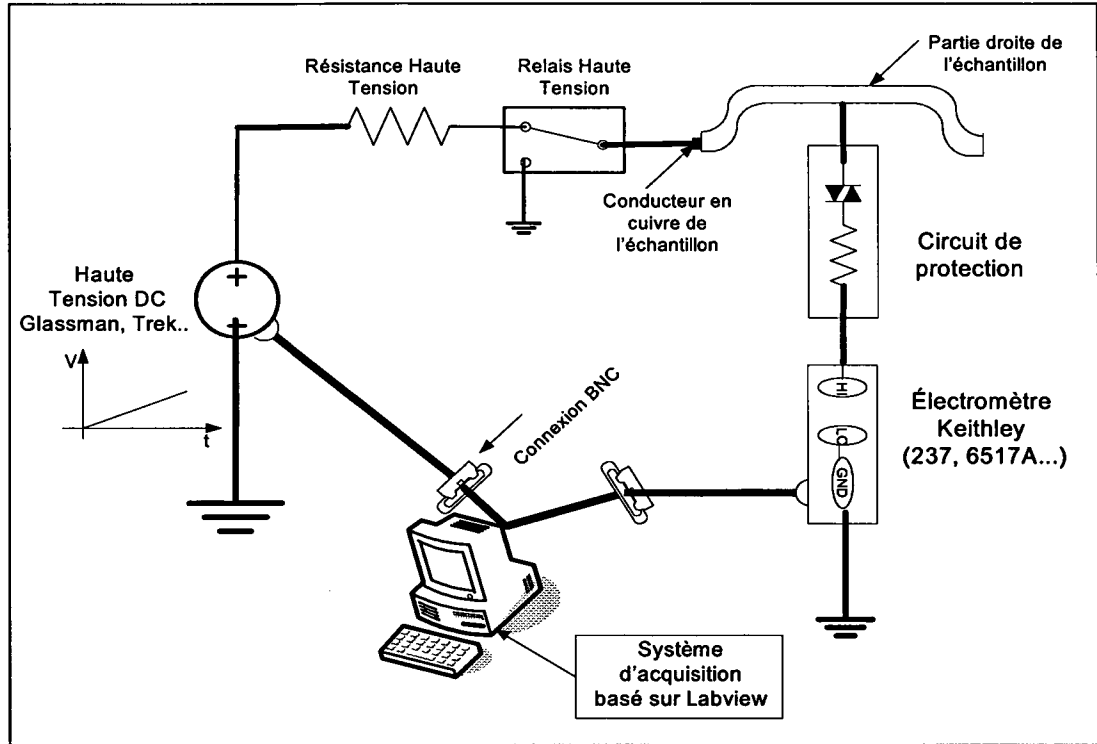 Résistance Haute
Tension
Relais Haute
Tension
Partie droite de
l'échantillon
Conducteur en
cuivre de
l'échantillon
Circuit de
protection
Haute
Tension DC
Glassman, Trek..
+
+
V
t
Connexion BNC
HI
LO
GND
Électromètre
Keithley
(237, 6517A...)
Système
d'acquisition
basé sur Labview